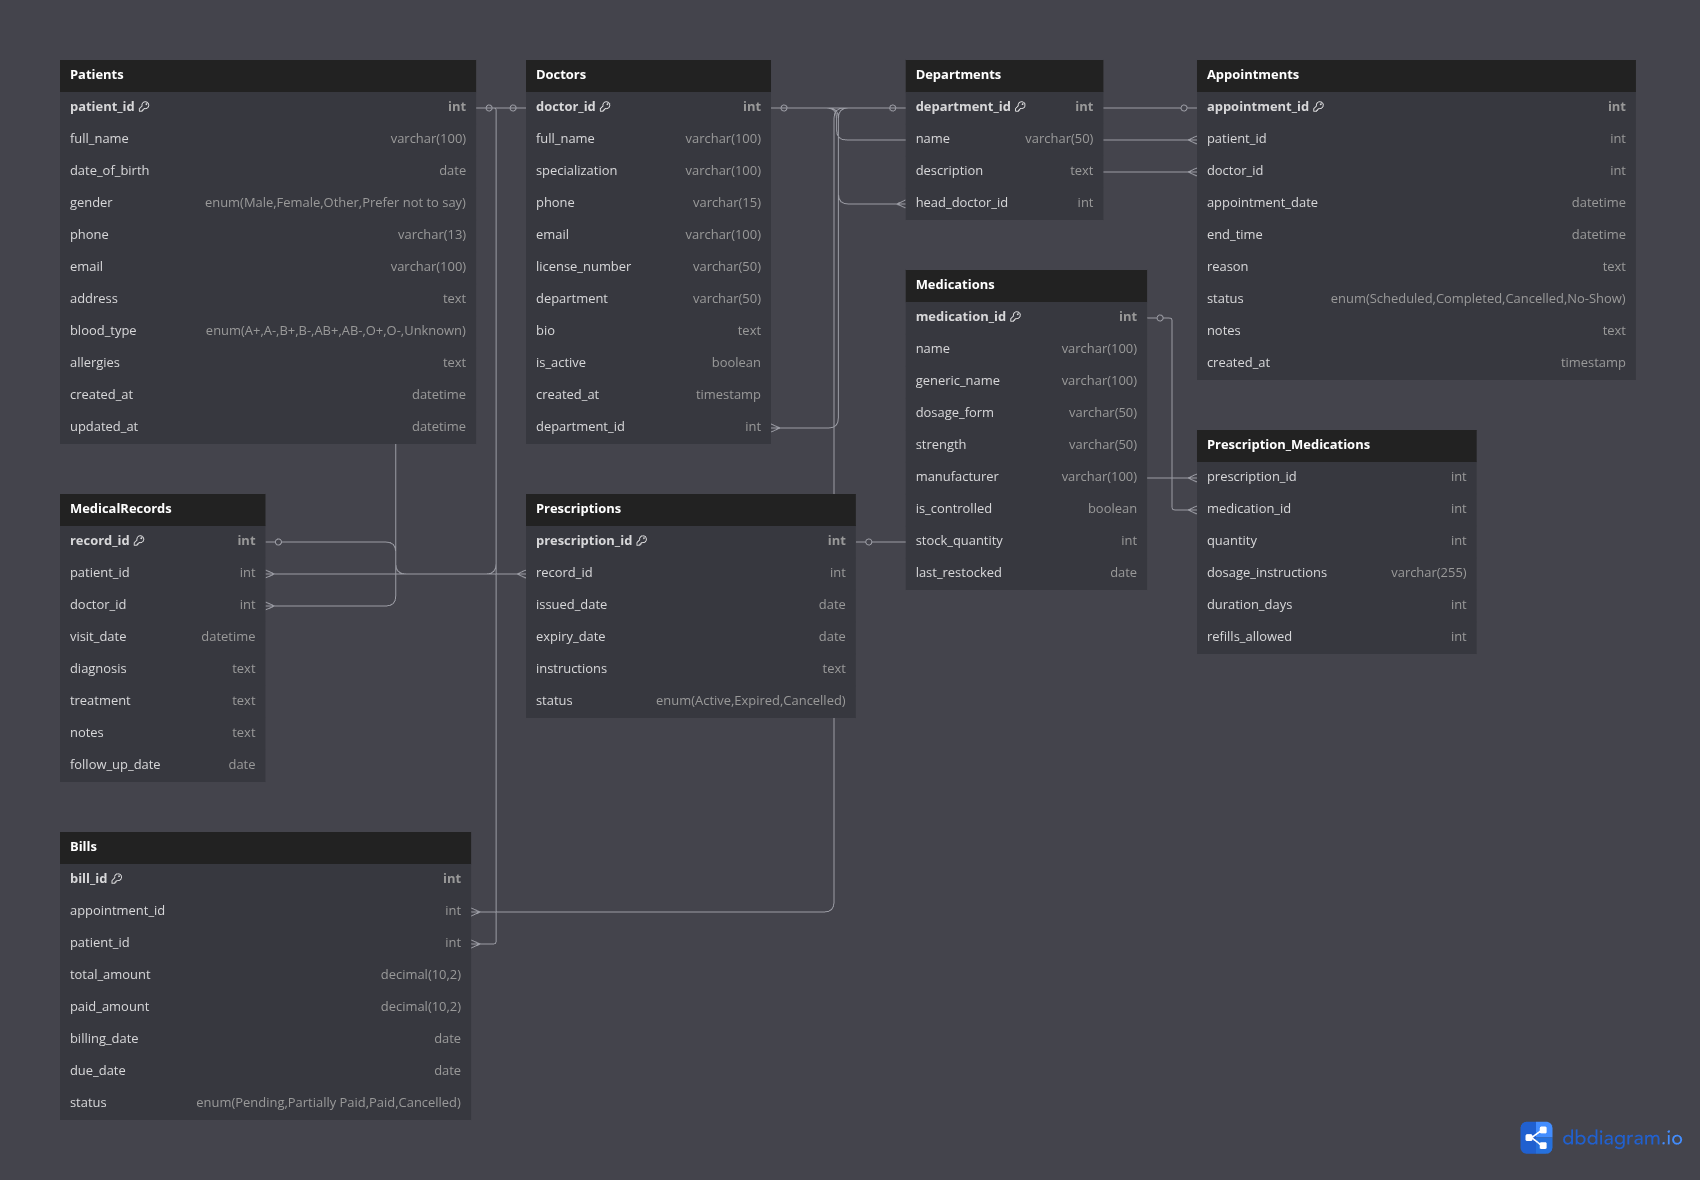 Patients
patient_id int
full_name varchar(100)
date_of_birth date
gender enum(Male,Female,Other,Prefer not to say)
phone varchar(13)
email varchar(100)
address text
blood_type enum(A+,A-,B+,B-,AB+,AB-,O+,O-,Unknown)
allergies text
created_at datetime
updated_at datetime
Doctors
doctor_id int
full_name varchar(100)
specialization varchar(100)
phone varchar(15)
email varchar(100)
license_number varchar(50)
department varchar(50)
bio text
is_active boolean
created_at timestamp
department_id int
Departments
department_id int
name varchar(50)
description text
head_doctor_id int
Appointments
appointment_id int
patient_id int
doctor_id int
appointment_date datetime
end_time datetime
reason text
status enum(Scheduled,Completed,Cancelled,No-Show)
notes text
created_at timestamp
Medications
medication_id int
name varchar(100)
generic_name varchar(100)
dosage_form varchar(50)
strength varchar(50)
manufacturer varchar(100)
is_controlled boolean
stock_quantity int
last_restocked date
Prescription_Medications
prescription_id int
medication_id int
quantity int
dosage_instructions varchar(255)
duration_days int
refills_allowed int
MedicalRecords
record_id int
patient_id int
doctor_id int
visit_date datetime
diagnosis text
treatment text
notes text
follow_up_date date
Prescriptions
prescription_id int
record_id int
issued_date date
expiry_date date
instructions text
status enum(Active,Expired,Cancelled)
Bills
bill_id int
appointment_id int
patient_id int
total_amount decimal(10,2)
paid_amount decimal(10,2)
billing_date date
due_date date
status enum(Pending,Partially Paid,Paid,Cancelled)
dbdiagram.io